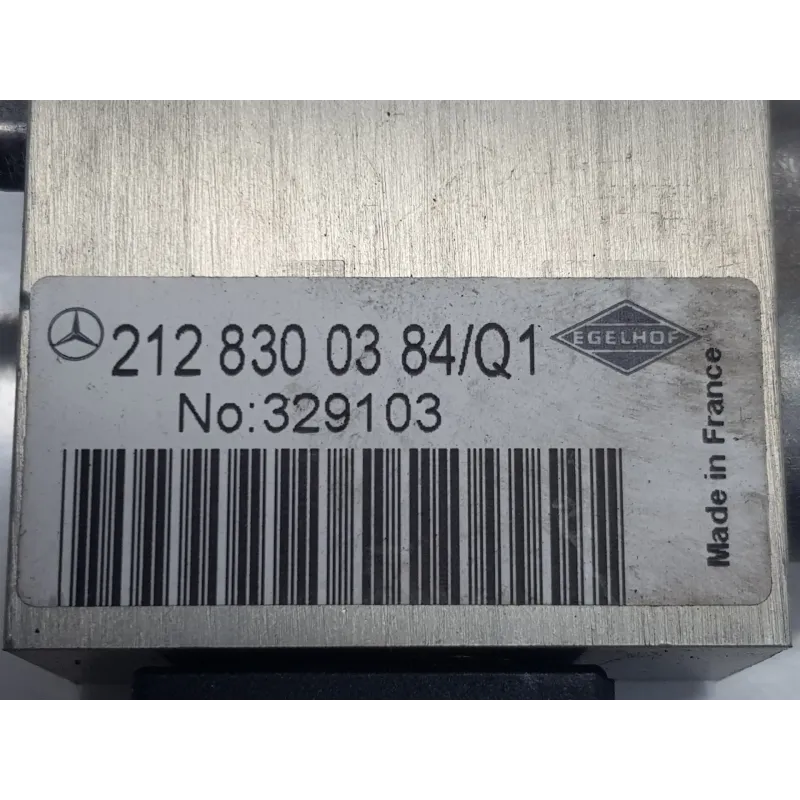 212 830 03 84/Q1
EGELHOF
No:329103
Made in France